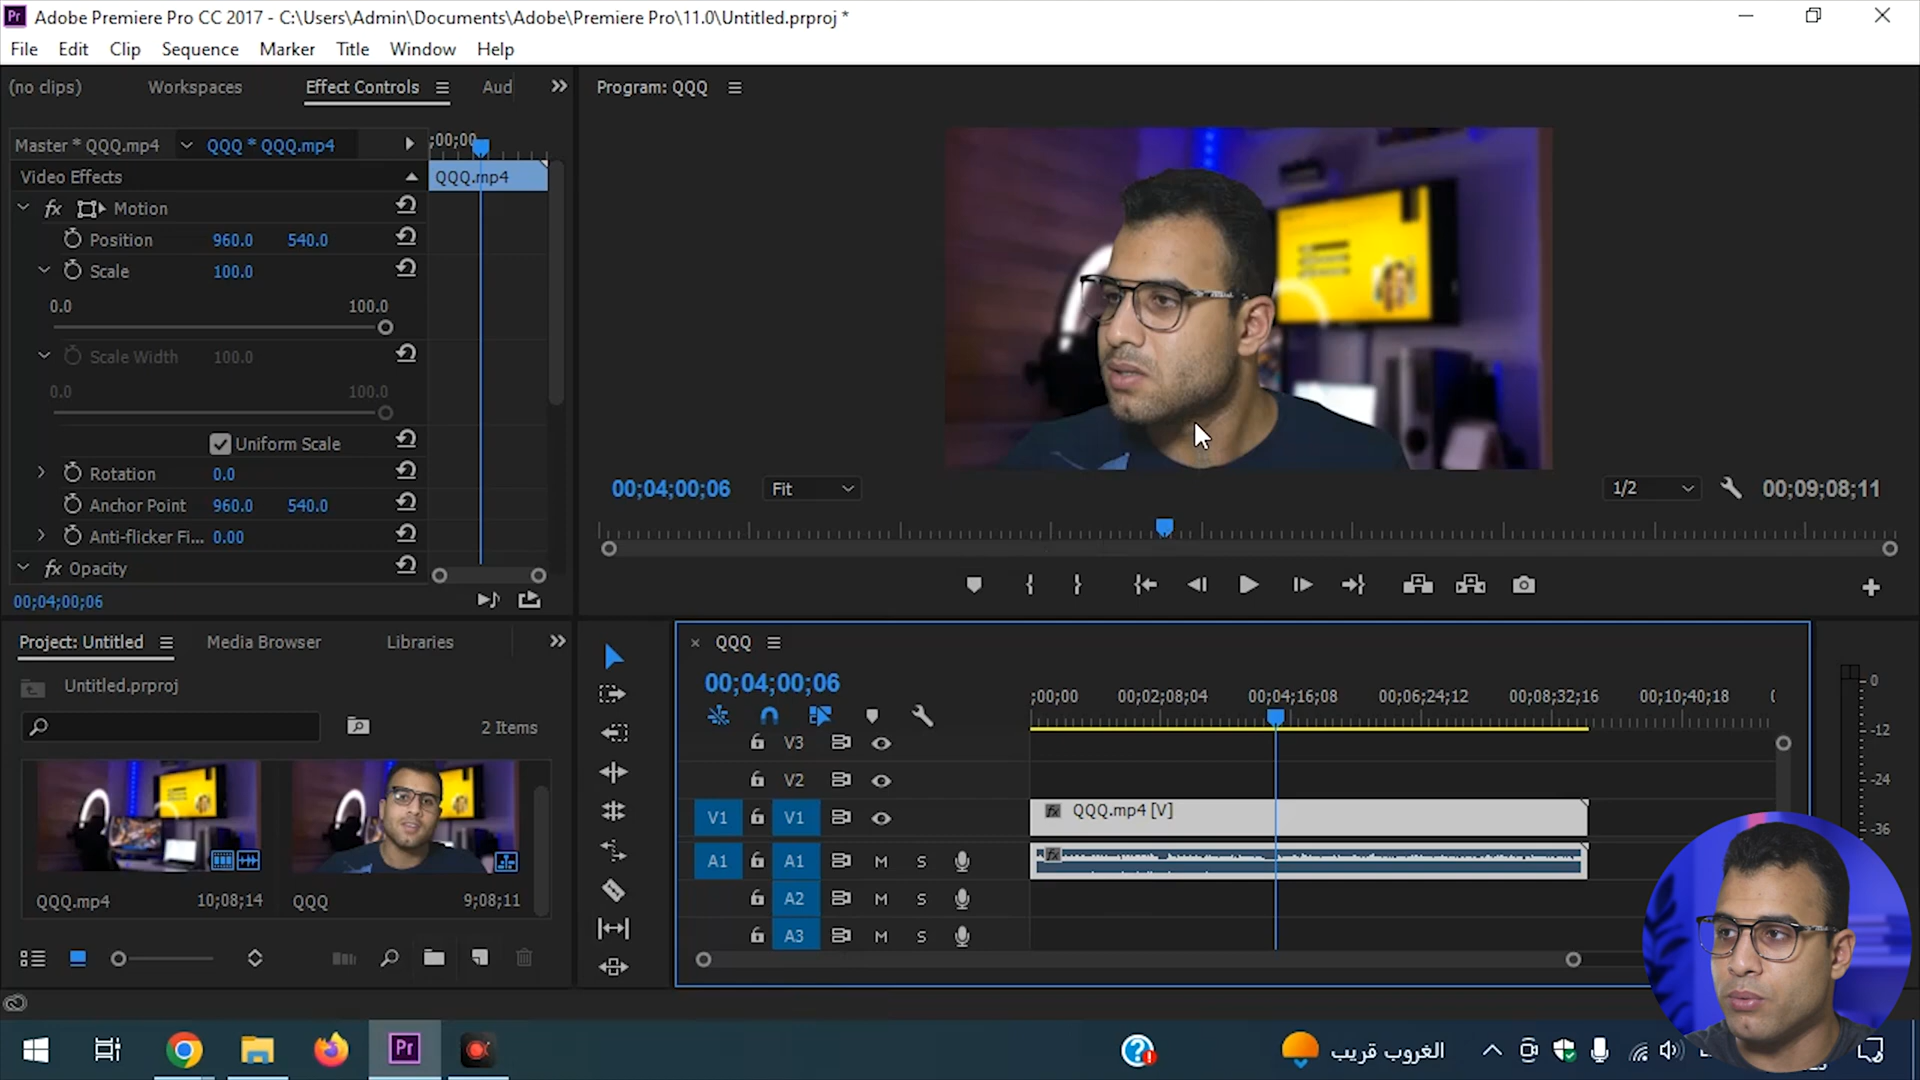 Adobe Premiere Pro CC 2017 - C:\Users\Admin\Documents\Adobe\Premiere Pro\11.0\Untitled.prproj *
File Edit Clip Sequence Marker Title Window Help
(no clips) Workspaces Effect Controls Aud
Program: QQQ
Master * QQQ.mp4 QQQ * QQQ.mp4
;00;00
Video Effects
QQQ.mp4
fx Motion
Position 960.0 540.0
Scale 100.0
0.0 100.0
Scale Width 100.0
0.0 100.0
Uniform Scale
Rotation 0.0
Anchor Point 960.0 540.0
Anti-flicker Fi... 0.00
fx Opacity
00;04;00;06
00;04;00;06 Fit 1/2 00;09;08;11
Project: Untitled Media Browser Libraries
Untitled.prproj
2 Items
QQQ.mp4 10;08;14
QQQ 9;08;11
QQQ
00;04;00;06
;00;00 00;02;08;04 00;04;16;08 00;06;24;12 00;08;32;16 00;10;40;18
V3
V2
V1 V1 fx QQQ.mp4 [V]
A1 A1 M S fx
A2 M S
A3 M S
0
-12
-24
-36
Pr
الغروب قريب